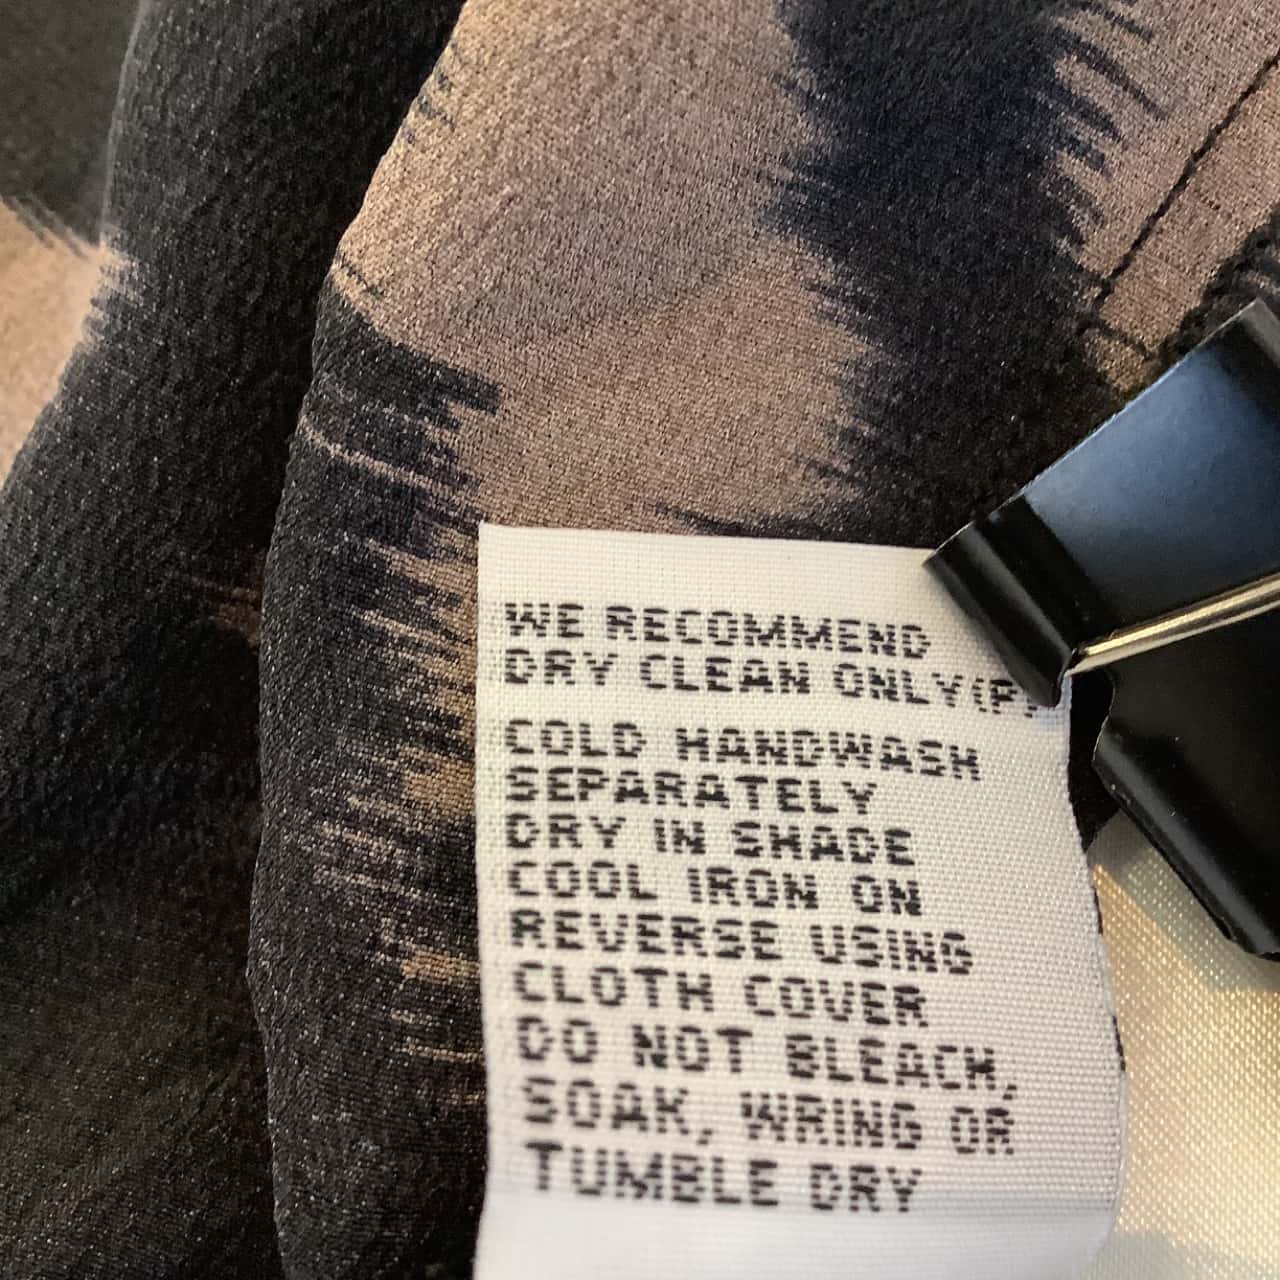 WE RECOMMEND
DRY CLEAN ONLY(P)
COLD HANDWASH
SEPARATELY
DRY IN SHADE
COOL IRON ON
REVERSE USING
CLOTH COVER
DO NOT BLEACH,
SOAK, WRING OR
TUMBLE DRY